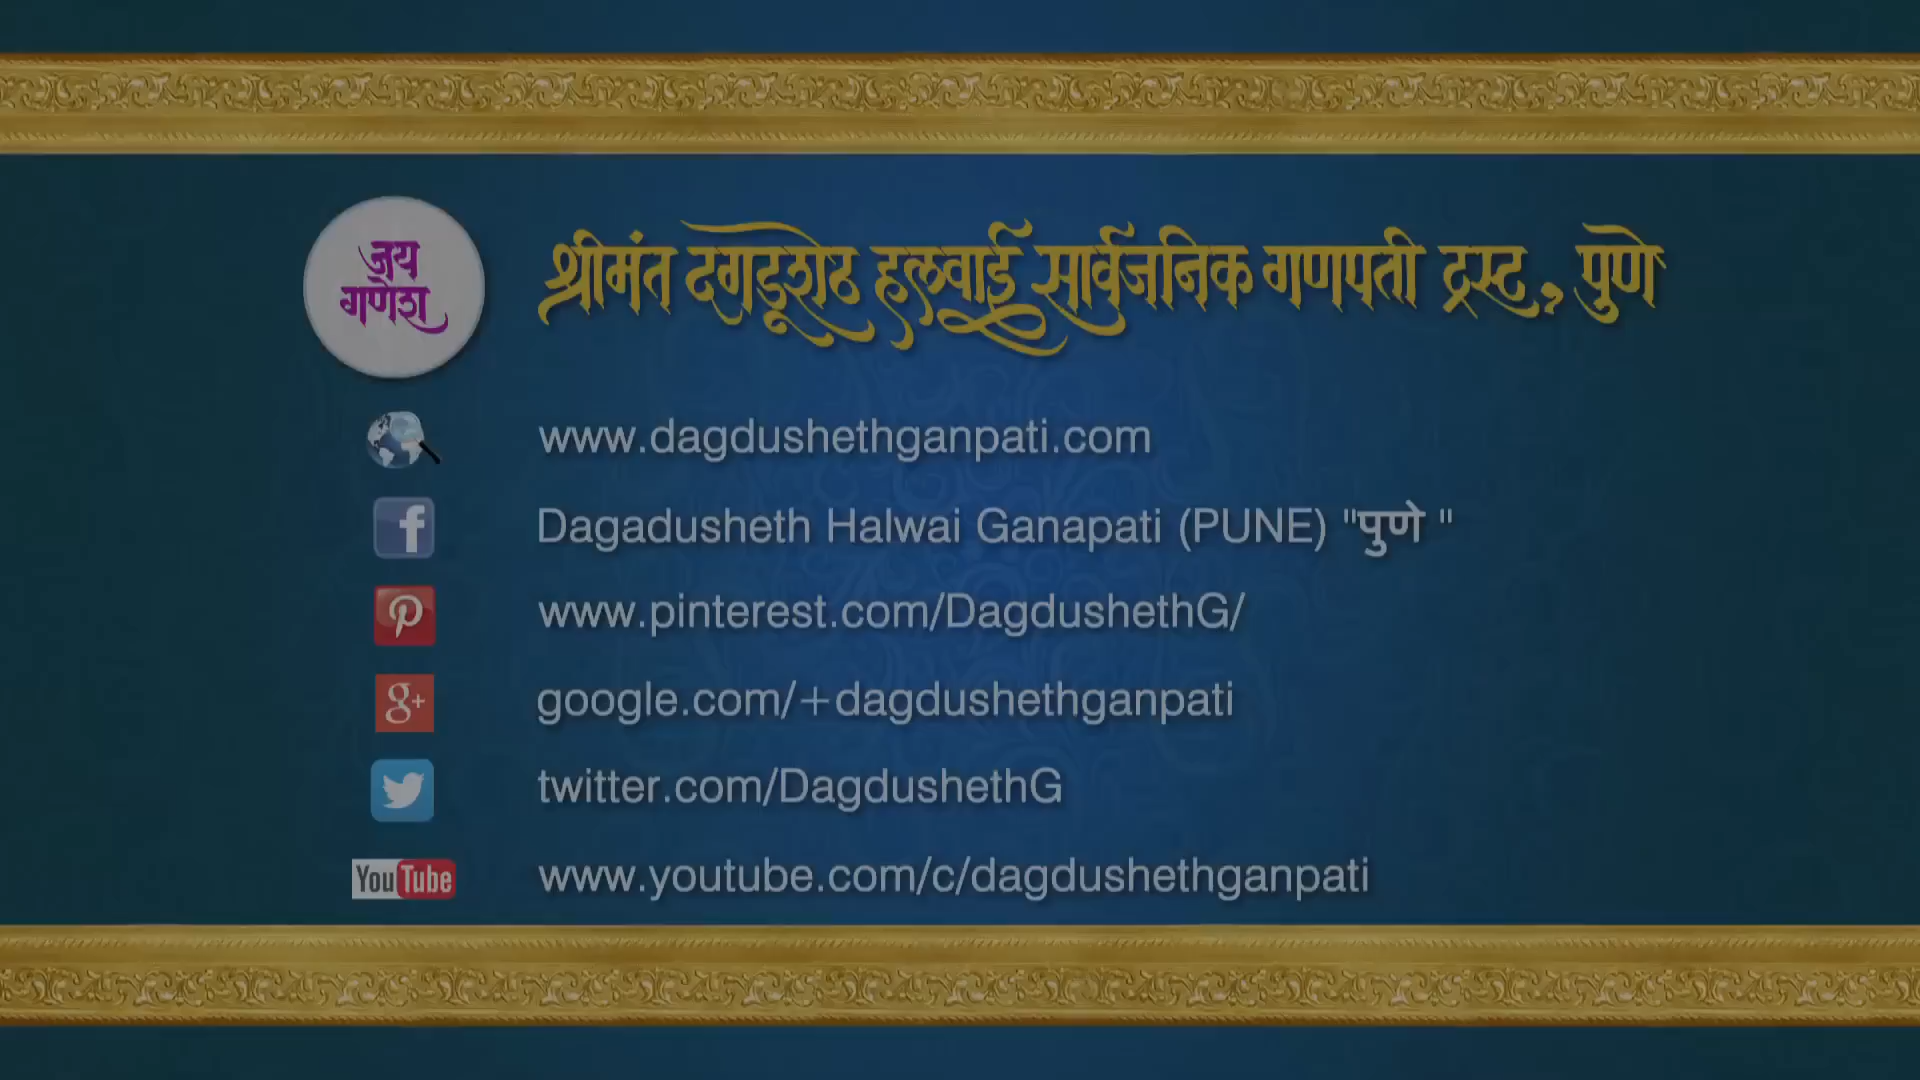 जय
गणेश
श्रीमंत दगडूशेठ हलवाई सार्वजनिक गणपती ट्रस्ट, पुणे
www.dagdushethganpati.com
Dagadusheth Halwai Ganapati (PUNE) "पुणे "
www.pinterest.com/DagdushethG/
g+
google.com/+dagdushethganpati
twitter.com/DagdushethG
YouTube
www.youtube.com/c/dagdushethganpati